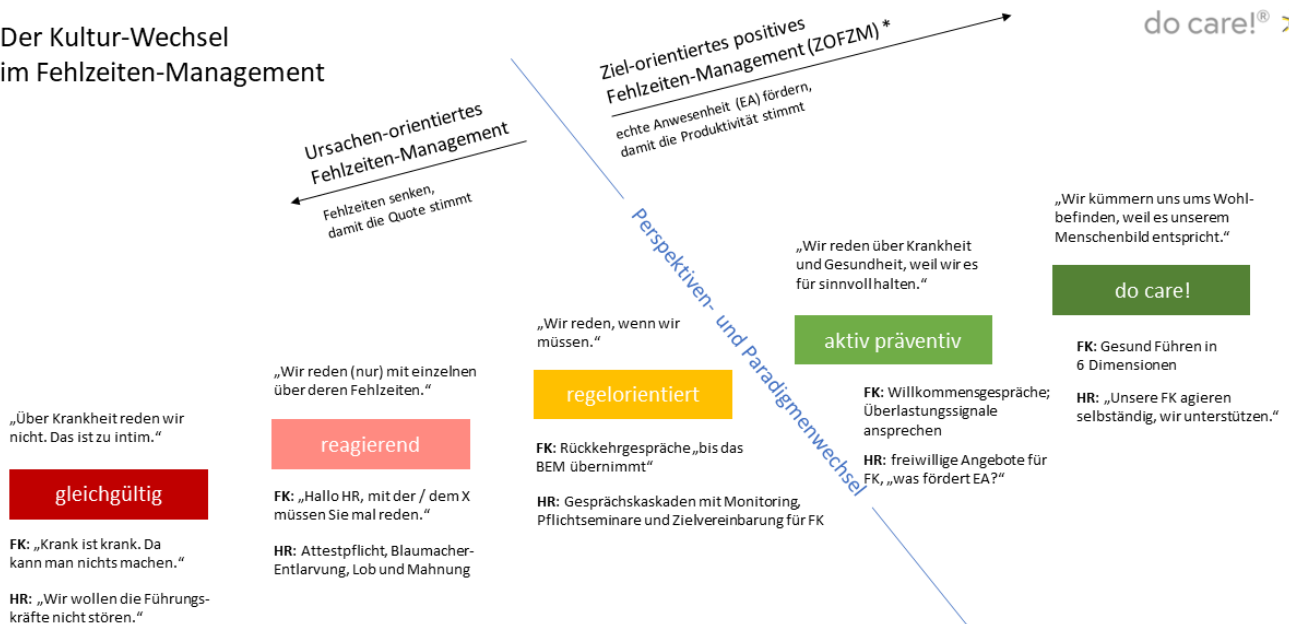 Der Kultur-Wechsel
im Fehlzeiten-Management
do care!®
Ziel-orientiertes positives
Fehlzeiten-Management (ZOFZM) *
echte Anwesenheit (EA) fördern,
damit die Produktivität stimmt
Ursachen-orientiertes
Fehlzeiten-Management
Fehlzeiten senken,
damit die Quote stimmt
Perspektiven- und Paradigmenwechsel
„Über Krankheit reden wir
nicht. Das ist zu intim.“
gleichgültig
FK: „Krank ist krank. Da
kann man nichts machen.“
HR: „Wir wollen die Führungs-
kräfte nicht stören.“
„Wir reden (nur) mit einzelnen
über deren Fehlzeiten.“
reagierend
FK: „Hallo HR, mit der / dem X
müssen Sie mal reden.“
HR: Attestpflicht, Blaumacher-
Entlarvung, Lob und Mahnung
„Wir reden, wenn wir
müssen.“
regelorientiert
FK: Rückkehrgespräche „bis das
BEM übernimmt“
HR: Gesprächskaskaden mit Monitoring,
Pflichtseminare und Zielvereinbarung für FK
„Wir reden über Krankheit
und Gesundheit, weil wir es
für sinnvoll halten.“
aktiv präventiv
FK: Willkommensgespräche;
Überlastungssignale
ansprechen
HR: freiwillige Angebote für
FK, „was fördert EA?“
„Wir kümmern uns ums Wohl-
befinden, weil es unserem
Menschenbild entspricht.“
do care!
FK: Gesund Führen in
6 Dimensionen
HR: „Unsere FK agieren
selbständig, wir unterstützen.“